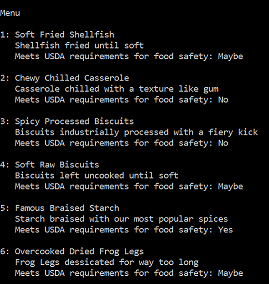 Menu
1: Soft Fried Shellfish
Shellfish fried until soft
Meets USDA requirements for food safety: Maybe
2: Chewy Chilled Casserole
Casserole chilled with a texture like gum
Meets USDA requirements for food safety: No
3: Spicy Processed Biscuits
Biscuits industrially processed with a fiery kick
Meets USDA requirements for food safety: No
4: Soft Raw Biscuits
Biscuits left uncooked until soft
Meets USDA requirements for food safety: Maybe
5: Famous Braised Starch
Starch braised with our most popular spices
Meets USDA requirements for food safety: Yes
6: Overcooked Dried Frog Legs
Frog Legs dessicated for way too long
Meets USDA requirements for food safety: Maybe